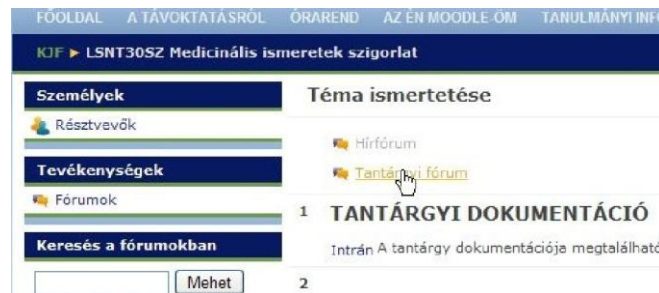 FŐOLDAL A TÁVOKTATÁSRÓL ÓRAREND AZ ÉN MOODLE-ÖM TANULMÁNYI INFO
KJF ► LSNT30SZ Medicinális ismeretek szigorlat
Személyek
Résztvevők
Tevékenységek
Fórumok
Keresés a fórumokban
Mehet
Téma ismertetése
Hírfórum
Tantárgyi fórum
1 TANTÁRGYI DOKUMENTÁCIÓ
Intrán A tantárgy dokumentációja megtalálható
2